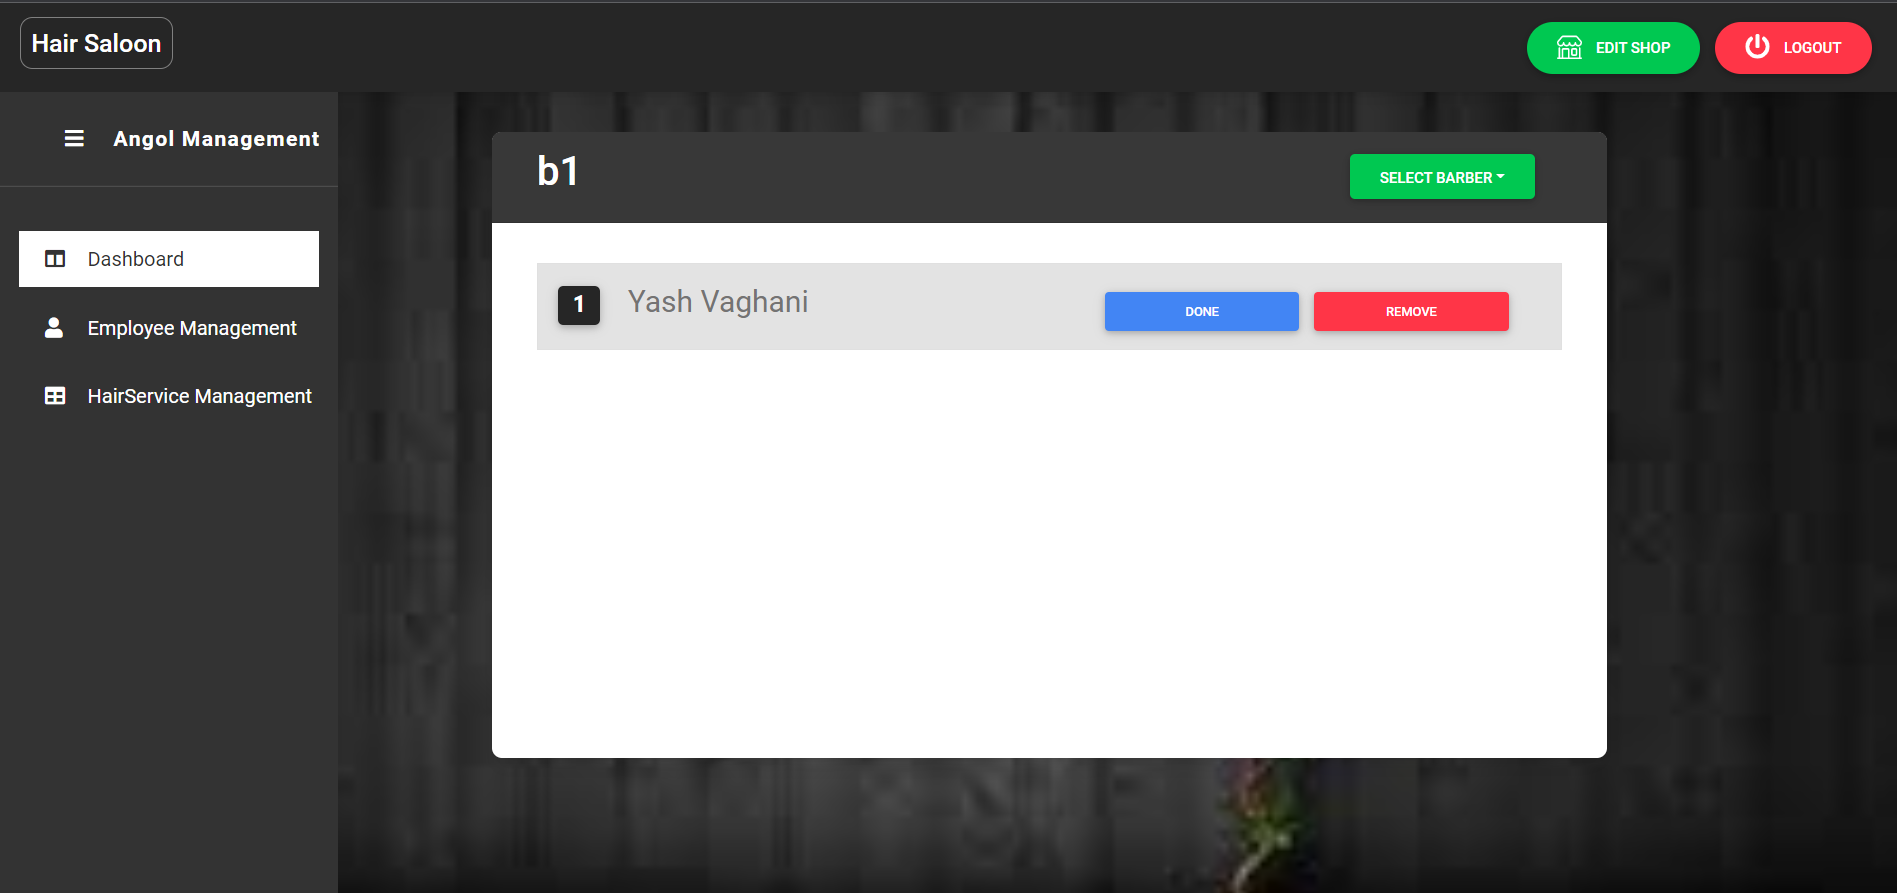 Hair Saloon
EDIT SHOP
LOGOUT
Angol Management
Dashboard
Employee Management
HairService Management
b1
SELECT BARBER
1 Yash Vaghani
DONE
REMOVE